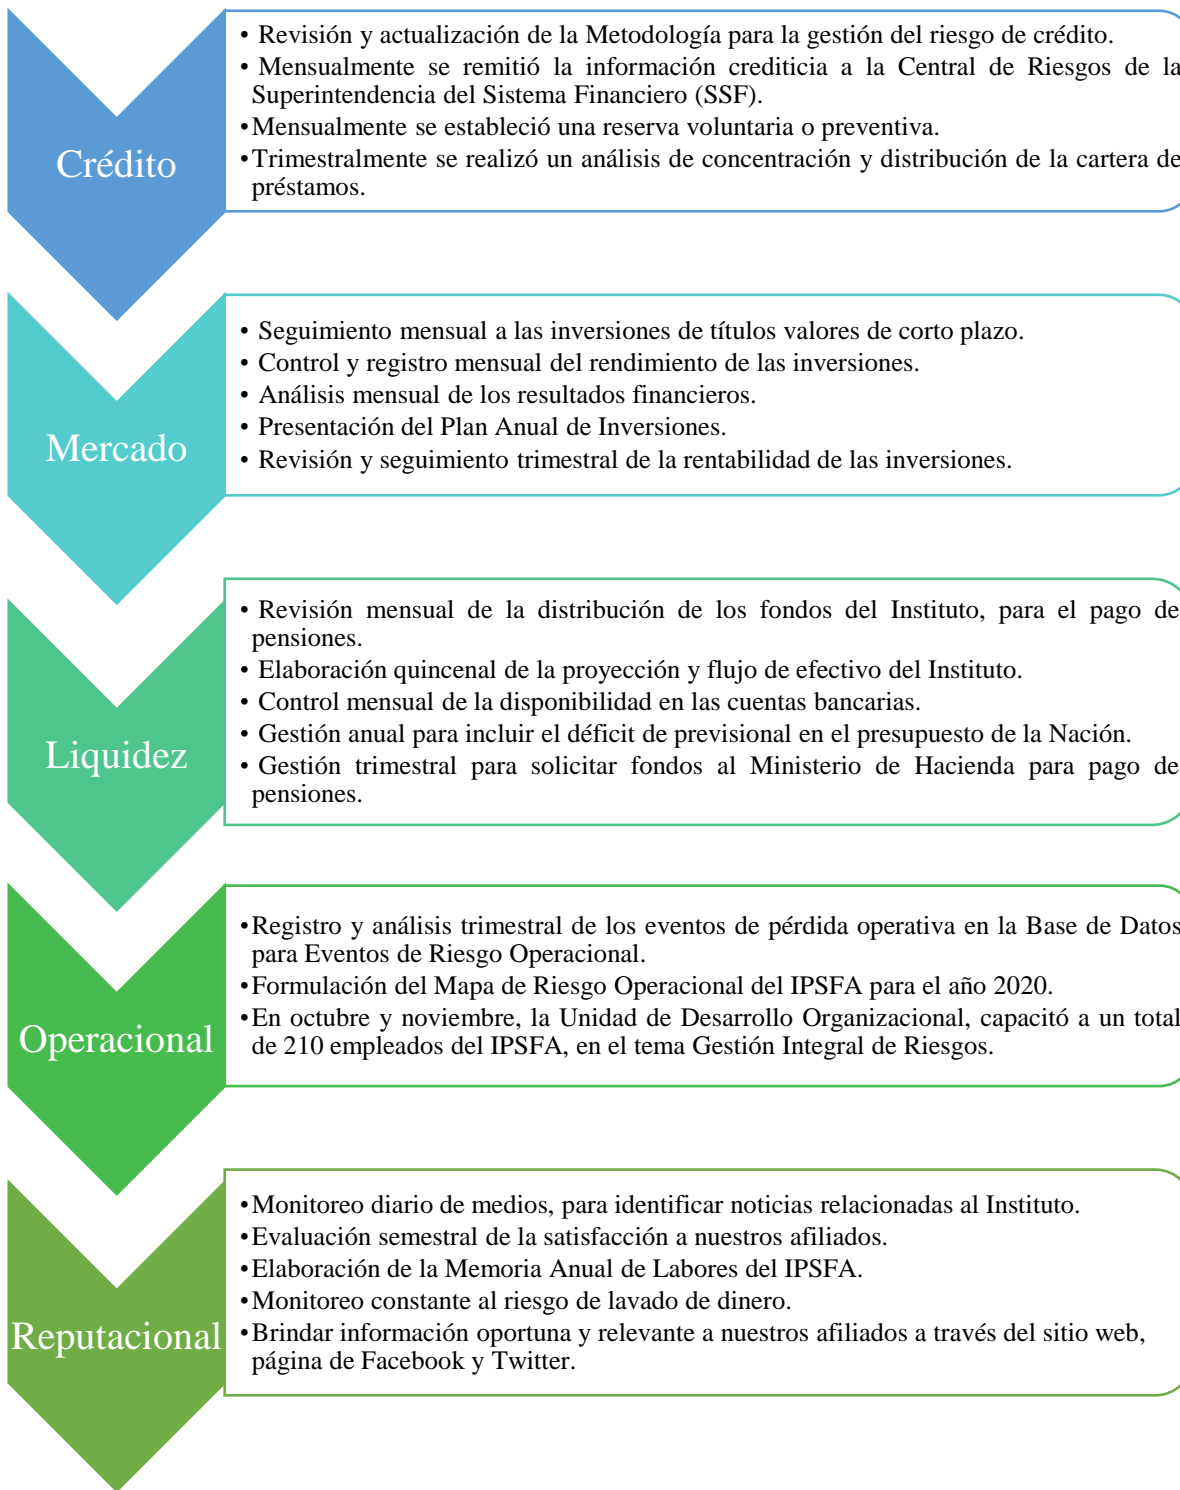 Crédito
• Revisión y actualización de la Metodología para la gestión del riesgo de crédito.
• Mensualmente se remitió la información crediticia a la Central de Riesgos de la
Superintendencia del Sistema Financiero (SSF).
•Mensualmente se estableció una reserva voluntaria o preventiva.
•Trimestralmente se realizó un análisis de concentración y distribución de la cartera de
préstamos.
Mercado
• Seguimiento mensual a las inversiones de títulos valores de corto plazo.
• Control y registro mensual del rendimiento de las inversiones.
• Análisis mensual de los resultados financieros.
• Presentación del Plan Anual de Inversiones.
• Revisión y seguimiento trimestral de la rentabilidad de las inversiones.
Liquidez
• Revisión mensual de la distribución de los fondos del Instituto, para el pago de
pensiones.
• Elaboración quincenal de la proyección y flujo de efectivo del Instituto.
• Control mensual de la disponibilidad en las cuentas bancarias.
• Gestión anual para incluir el déficit de previsional en el presupuesto de la Nación.
• Gestión trimestral para solicitar fondos al Ministerio de Hacienda para pago de
pensiones.
Operacional
•Registro y análisis trimestral de los eventos de pérdida operativa en la Base de Datos
para Eventos de Riesgo Operacional.
•Formulación del Mapa de Riesgo Operacional del IPSFA para el año 2020.
•En octubre y noviembre, la Unidad de Desarrollo Organizacional, capacitó a un total
de 210 empleados del IPSFA, en el tema Gestión Integral de Riesgos.
Reputacional
•Monitoreo diario de medios, para identificar noticias relacionadas al Instituto.
•Evaluación semestral de la satisfacción a nuestros afiliados.
•Elaboración de la Memoria Anual de Labores del IPSFA.
•Monitoreo constante al riesgo de lavado de dinero.
•Brindar información oportuna y relevante a nuestros afiliados a través del sitio web,
página de Facebook y Twitter.